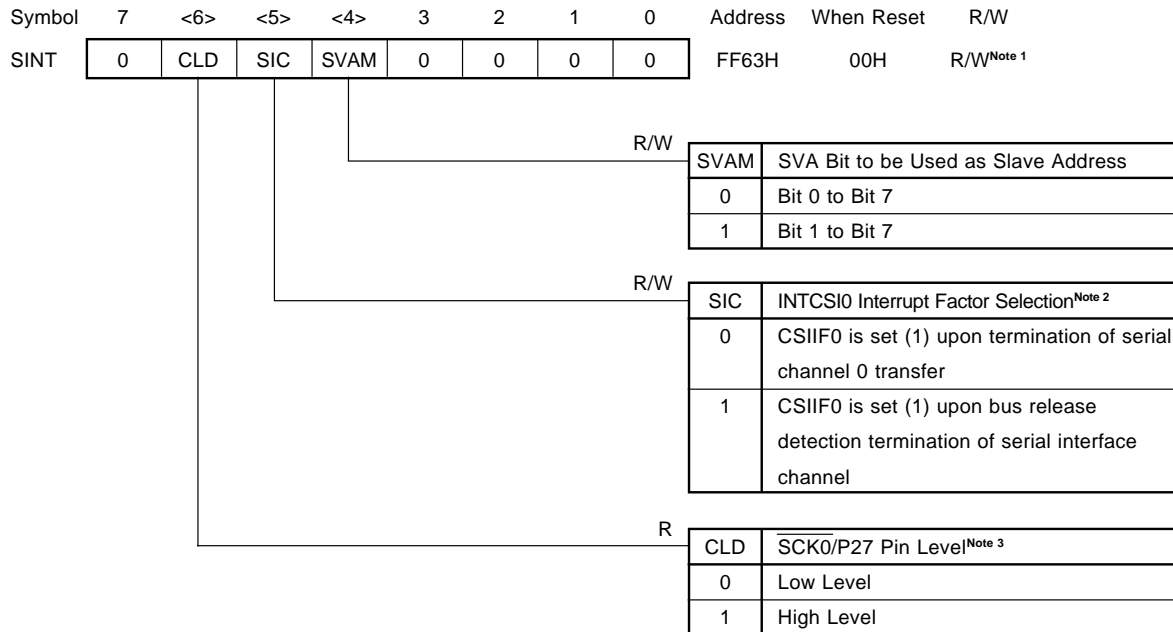 Symbol 7 <6> <5> <4> 3 2 1 0 Address When Reset R/W
SINT 0 CLD SIC SVAM 0 0 0 0 FF63H 00H R/WNote 1
R/W
SVAM SVA Bit to be Used as Slave Address
0 Bit 0 to Bit 7
1 Bit 1 to Bit 7
R/W
SIC INTCSI0 Interrupt Factor SelectionNote 2
0 CSIIF0 is set (1) upon termination of serial
channel 0 transfer
1 CSIIF0 is set (1) upon bus release
detection termination of serial interface
channel
R
CLD SCK0/P27 Pin LevelNote 3
0 Low Level
1 High Level